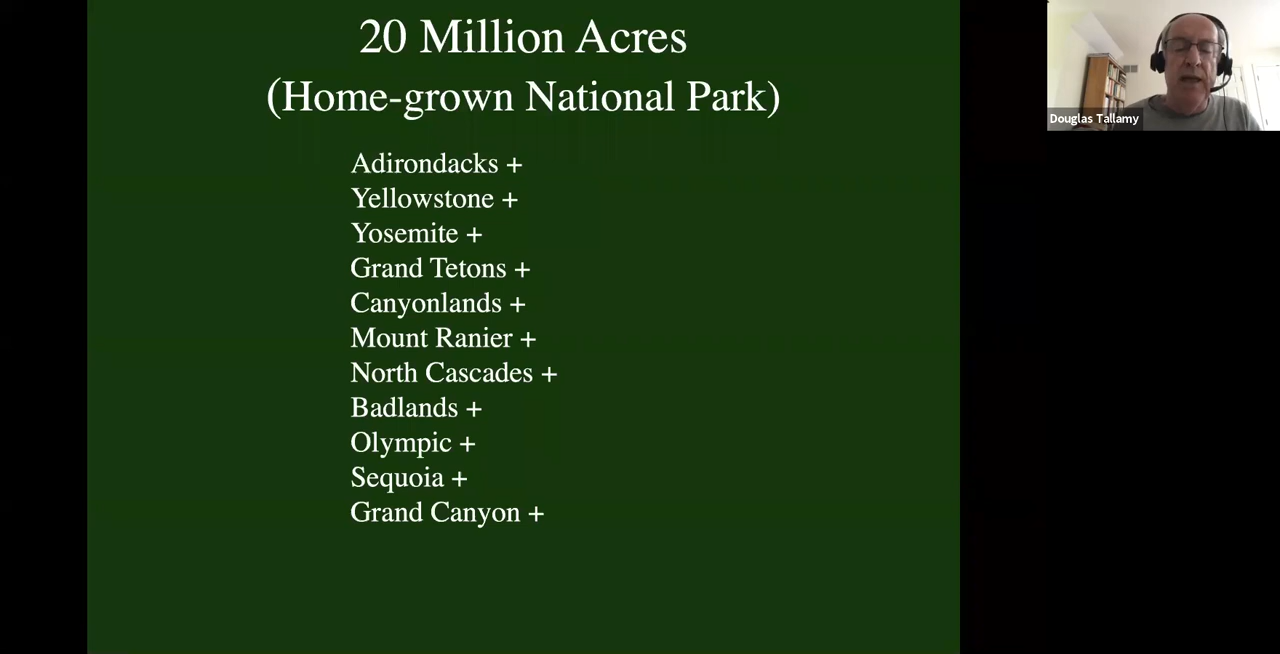 20 Million Acres
(Home-grown National Park)
Adirondacks +
Yellowstone +
Yosemite +
Grand Tetons +
Canyonlands +
Mount Ranier +
North Cascades +
Badlands +
Olympic +
Sequoia +
Grand Canyon +
Douglas Tallamy